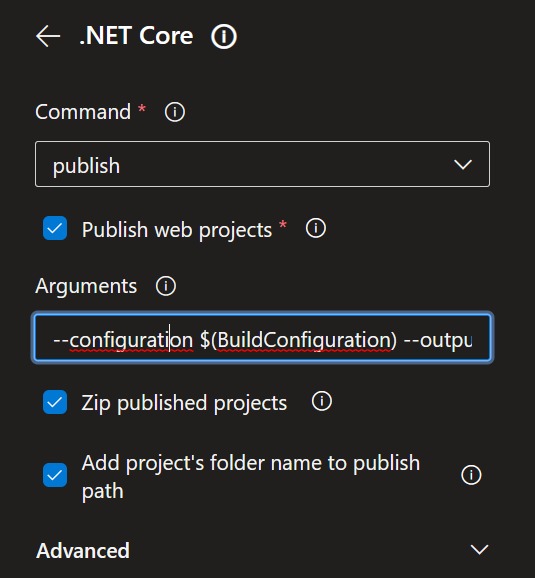 .NET Core
Command *
publish
Publish web projects *
Arguments
--configuration $(BuildConfiguration) --outpu
Zip published projects
Add project's folder name to publish
path
Advanced